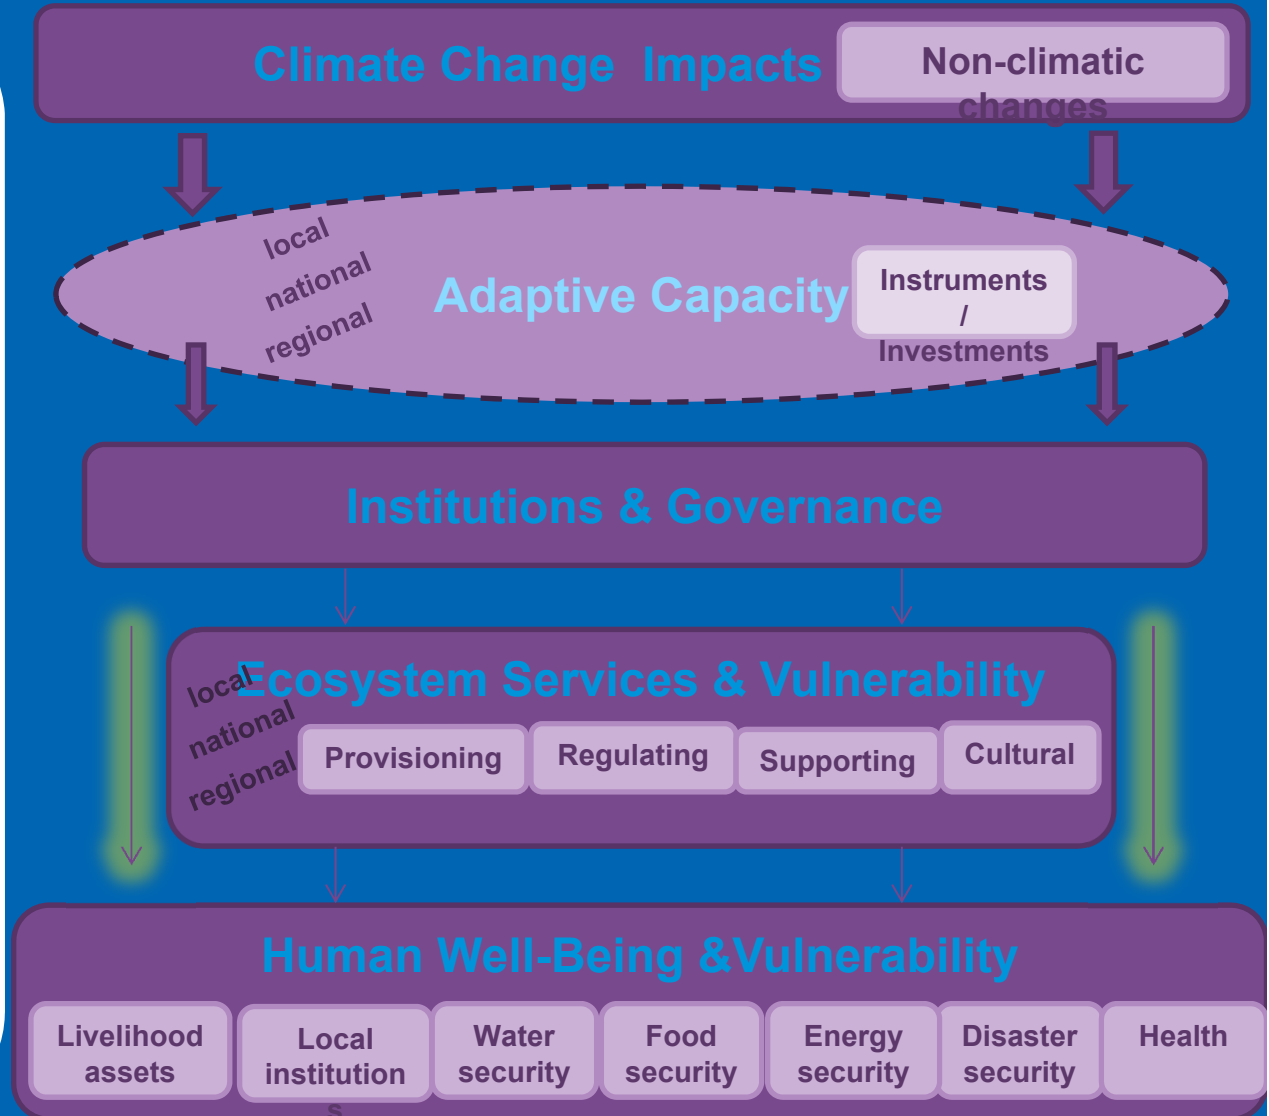 Climate Change  Impacts
Non-climatic
changes
local
national
regional
Adaptive Capacity
Instruments
/
Investments
Institutions & Governance
Ecosystem Services & Vulnerability
local
national
regional
Provisioning
Regulating
Supporting
Cultural
Human Well-Being &Vulnerability
Livelihood
assets
Local
institution
s
Water
security
Food
security
Energy
security
Disaster
security
Health